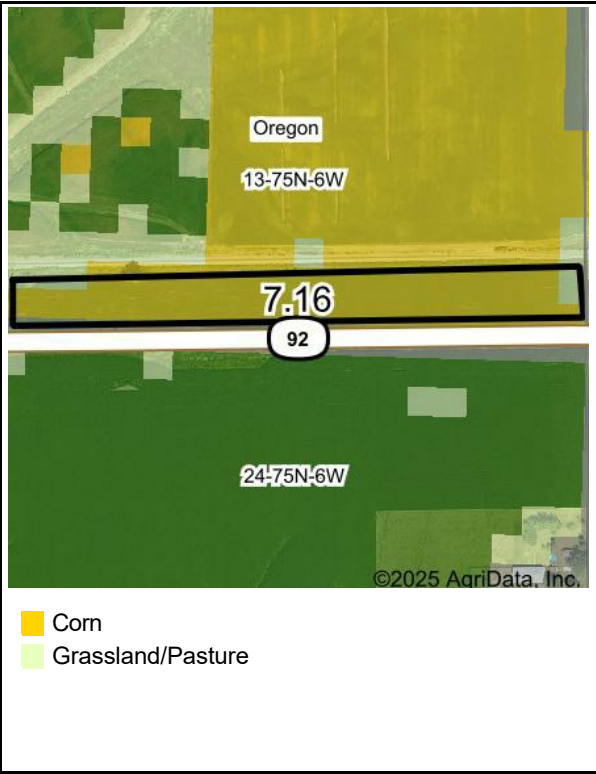 Oregon
13-75N-6W
7.16
92
24-75N-6W
©2025 AgriData, Inc.
Corn
Grassland/Pasture